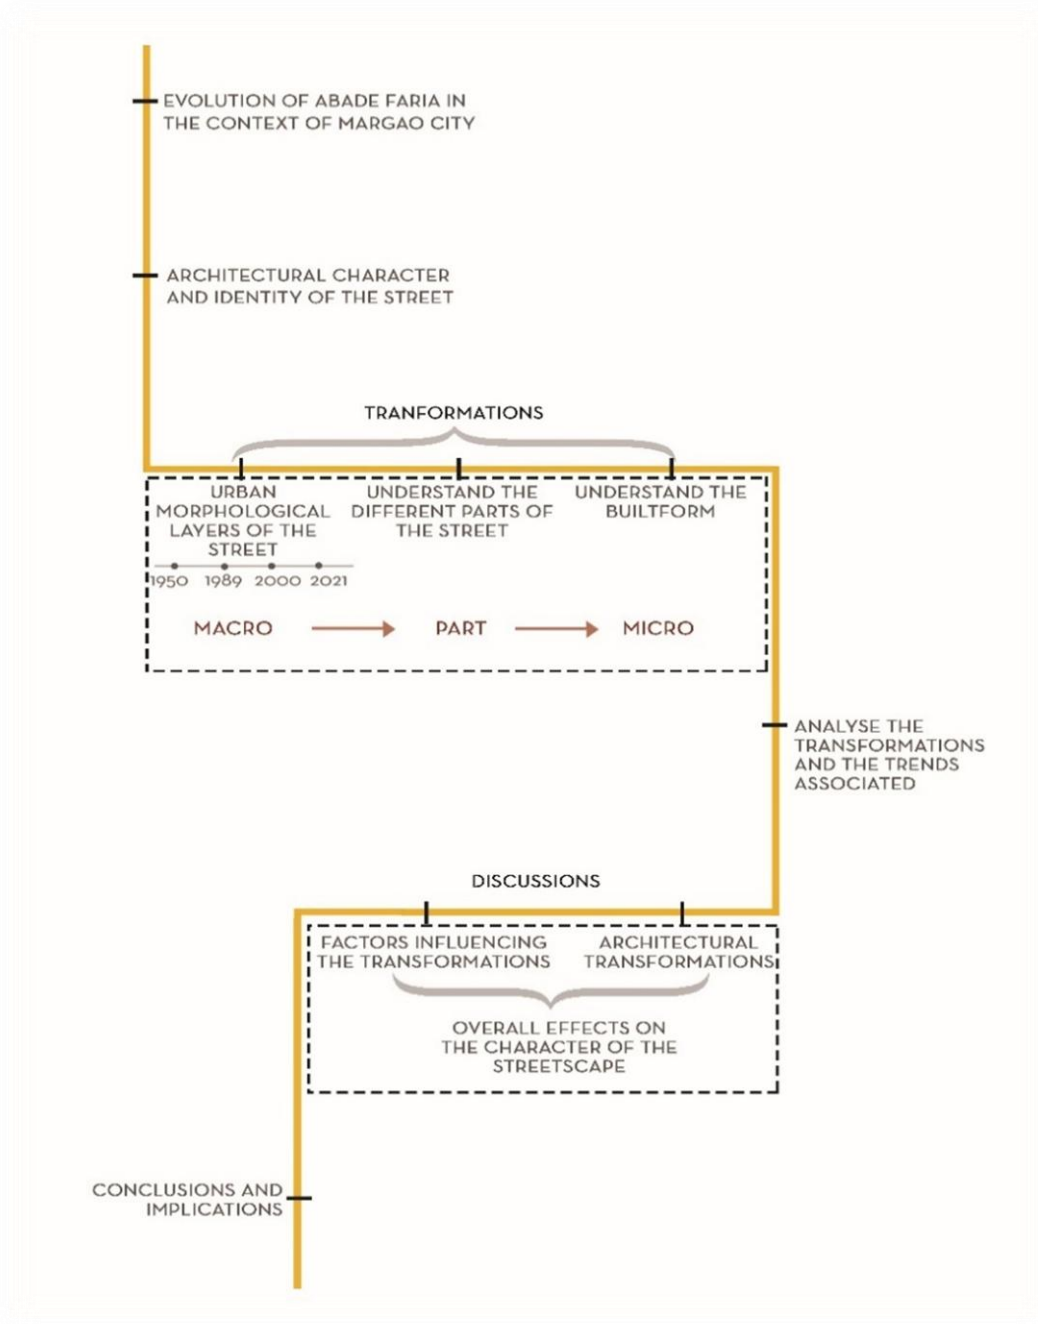 EVOLUTION OF ABADE FARIA IN
THE CONTEXT OF MARGAO CITY
ARCHITECTURAL CHARACTER
AND IDENTITY OF THE STREET
TRANFORMATIONS
URBAN
MORPHOLOGICAL
LAYERS OF THE
STREET
1950 1989 2000 2021
UNDERSTAND THE
DIFFERENT PARTS OF
THE STREET
UNDERSTAND THE
BUILTFORM
MACRO PART MICRO
ANALYSE THE
TRANSFORMATIONS
AND THE TRENDS
ASSOCIATED
DISCUSSIONS
FACTORS INFLUENCING
THE TRANSFORMATIONS
ARCHITECTURAL
TRANSFORMATIONS
OVERALL EFFECTS ON
THE CHARACTER OF THE
STREETSCAPE
CONCLUSIONS AND
IMPLICATIONS